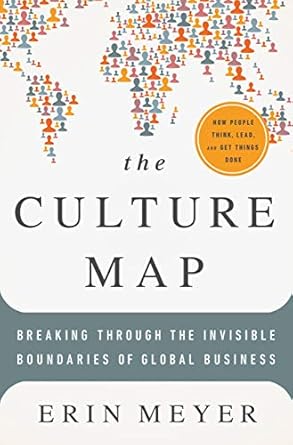 HOW PEOPLE
THINK, LEAD,
AND GET THINGS
DONE
the
CULTURE
MAP
BREAKING THROUGH THE INVISIBLE
BOUNDARIES OF GLOBAL BUSINESS
ERIN MEYER